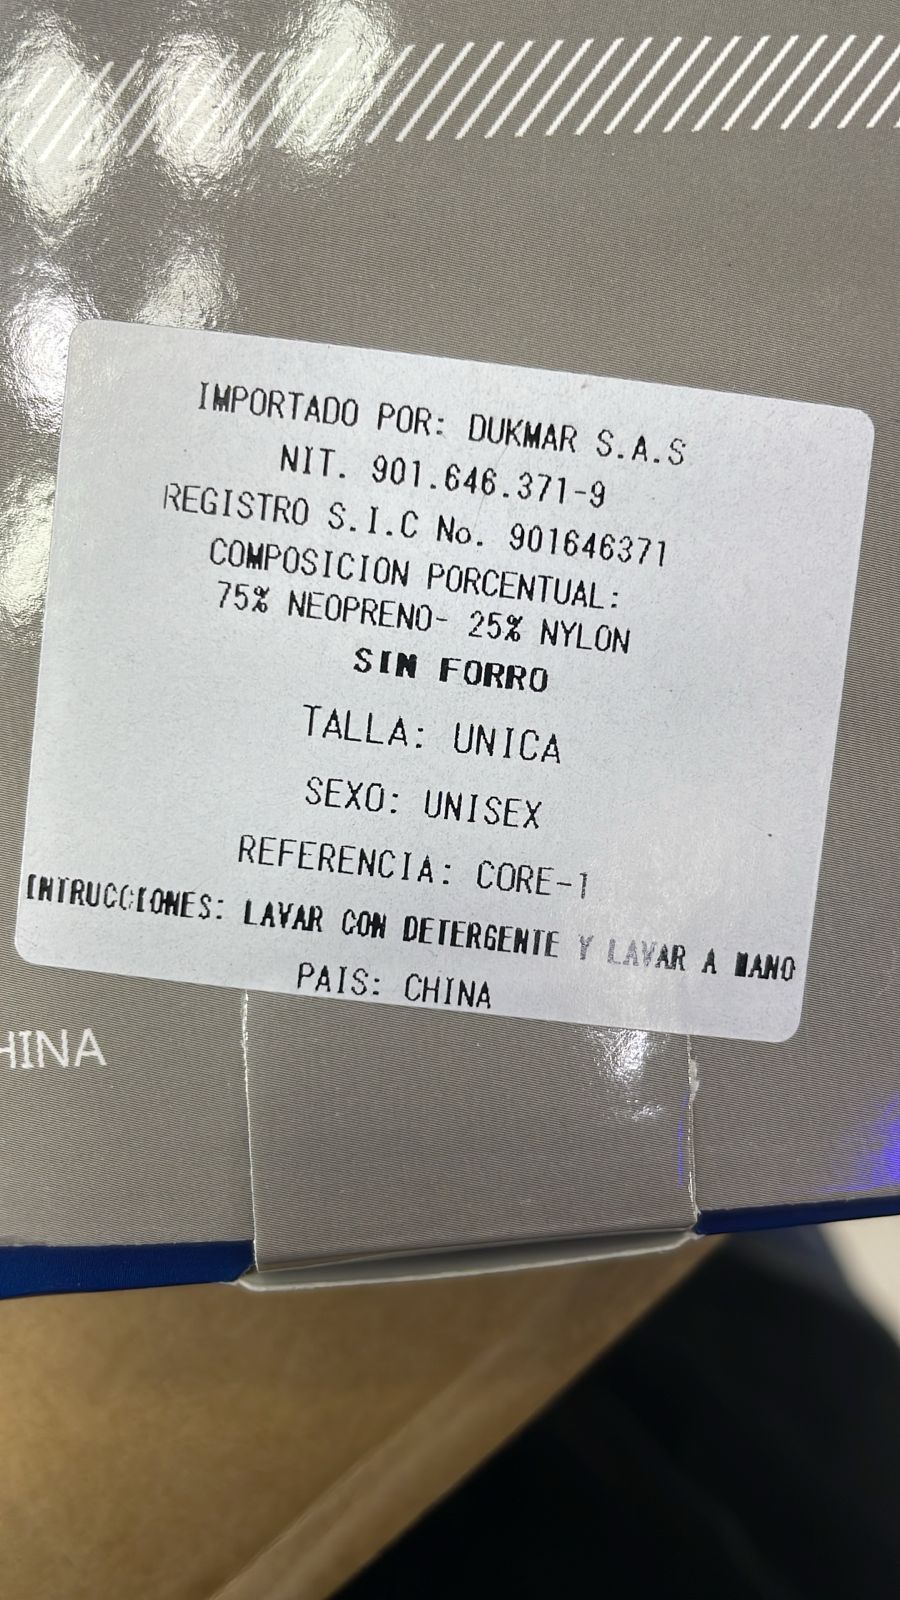 IMPORTADO POR: DUKMAR S.A.S
NIT. 901.646.371-9
REGISTRO S.I.C No. 901646371
COMPOSICION PORCENTUAL:
75% NEOPRENO- 25% NYLON
SIN FORRO
TALLA: UNICA
SEXO: UNISEX
REFERENCIA: CORE-1
INTRUCCIONES: LAVAR CON DETERGENTE Y LAVAR A MANO
PAIS: CHINA
HINA